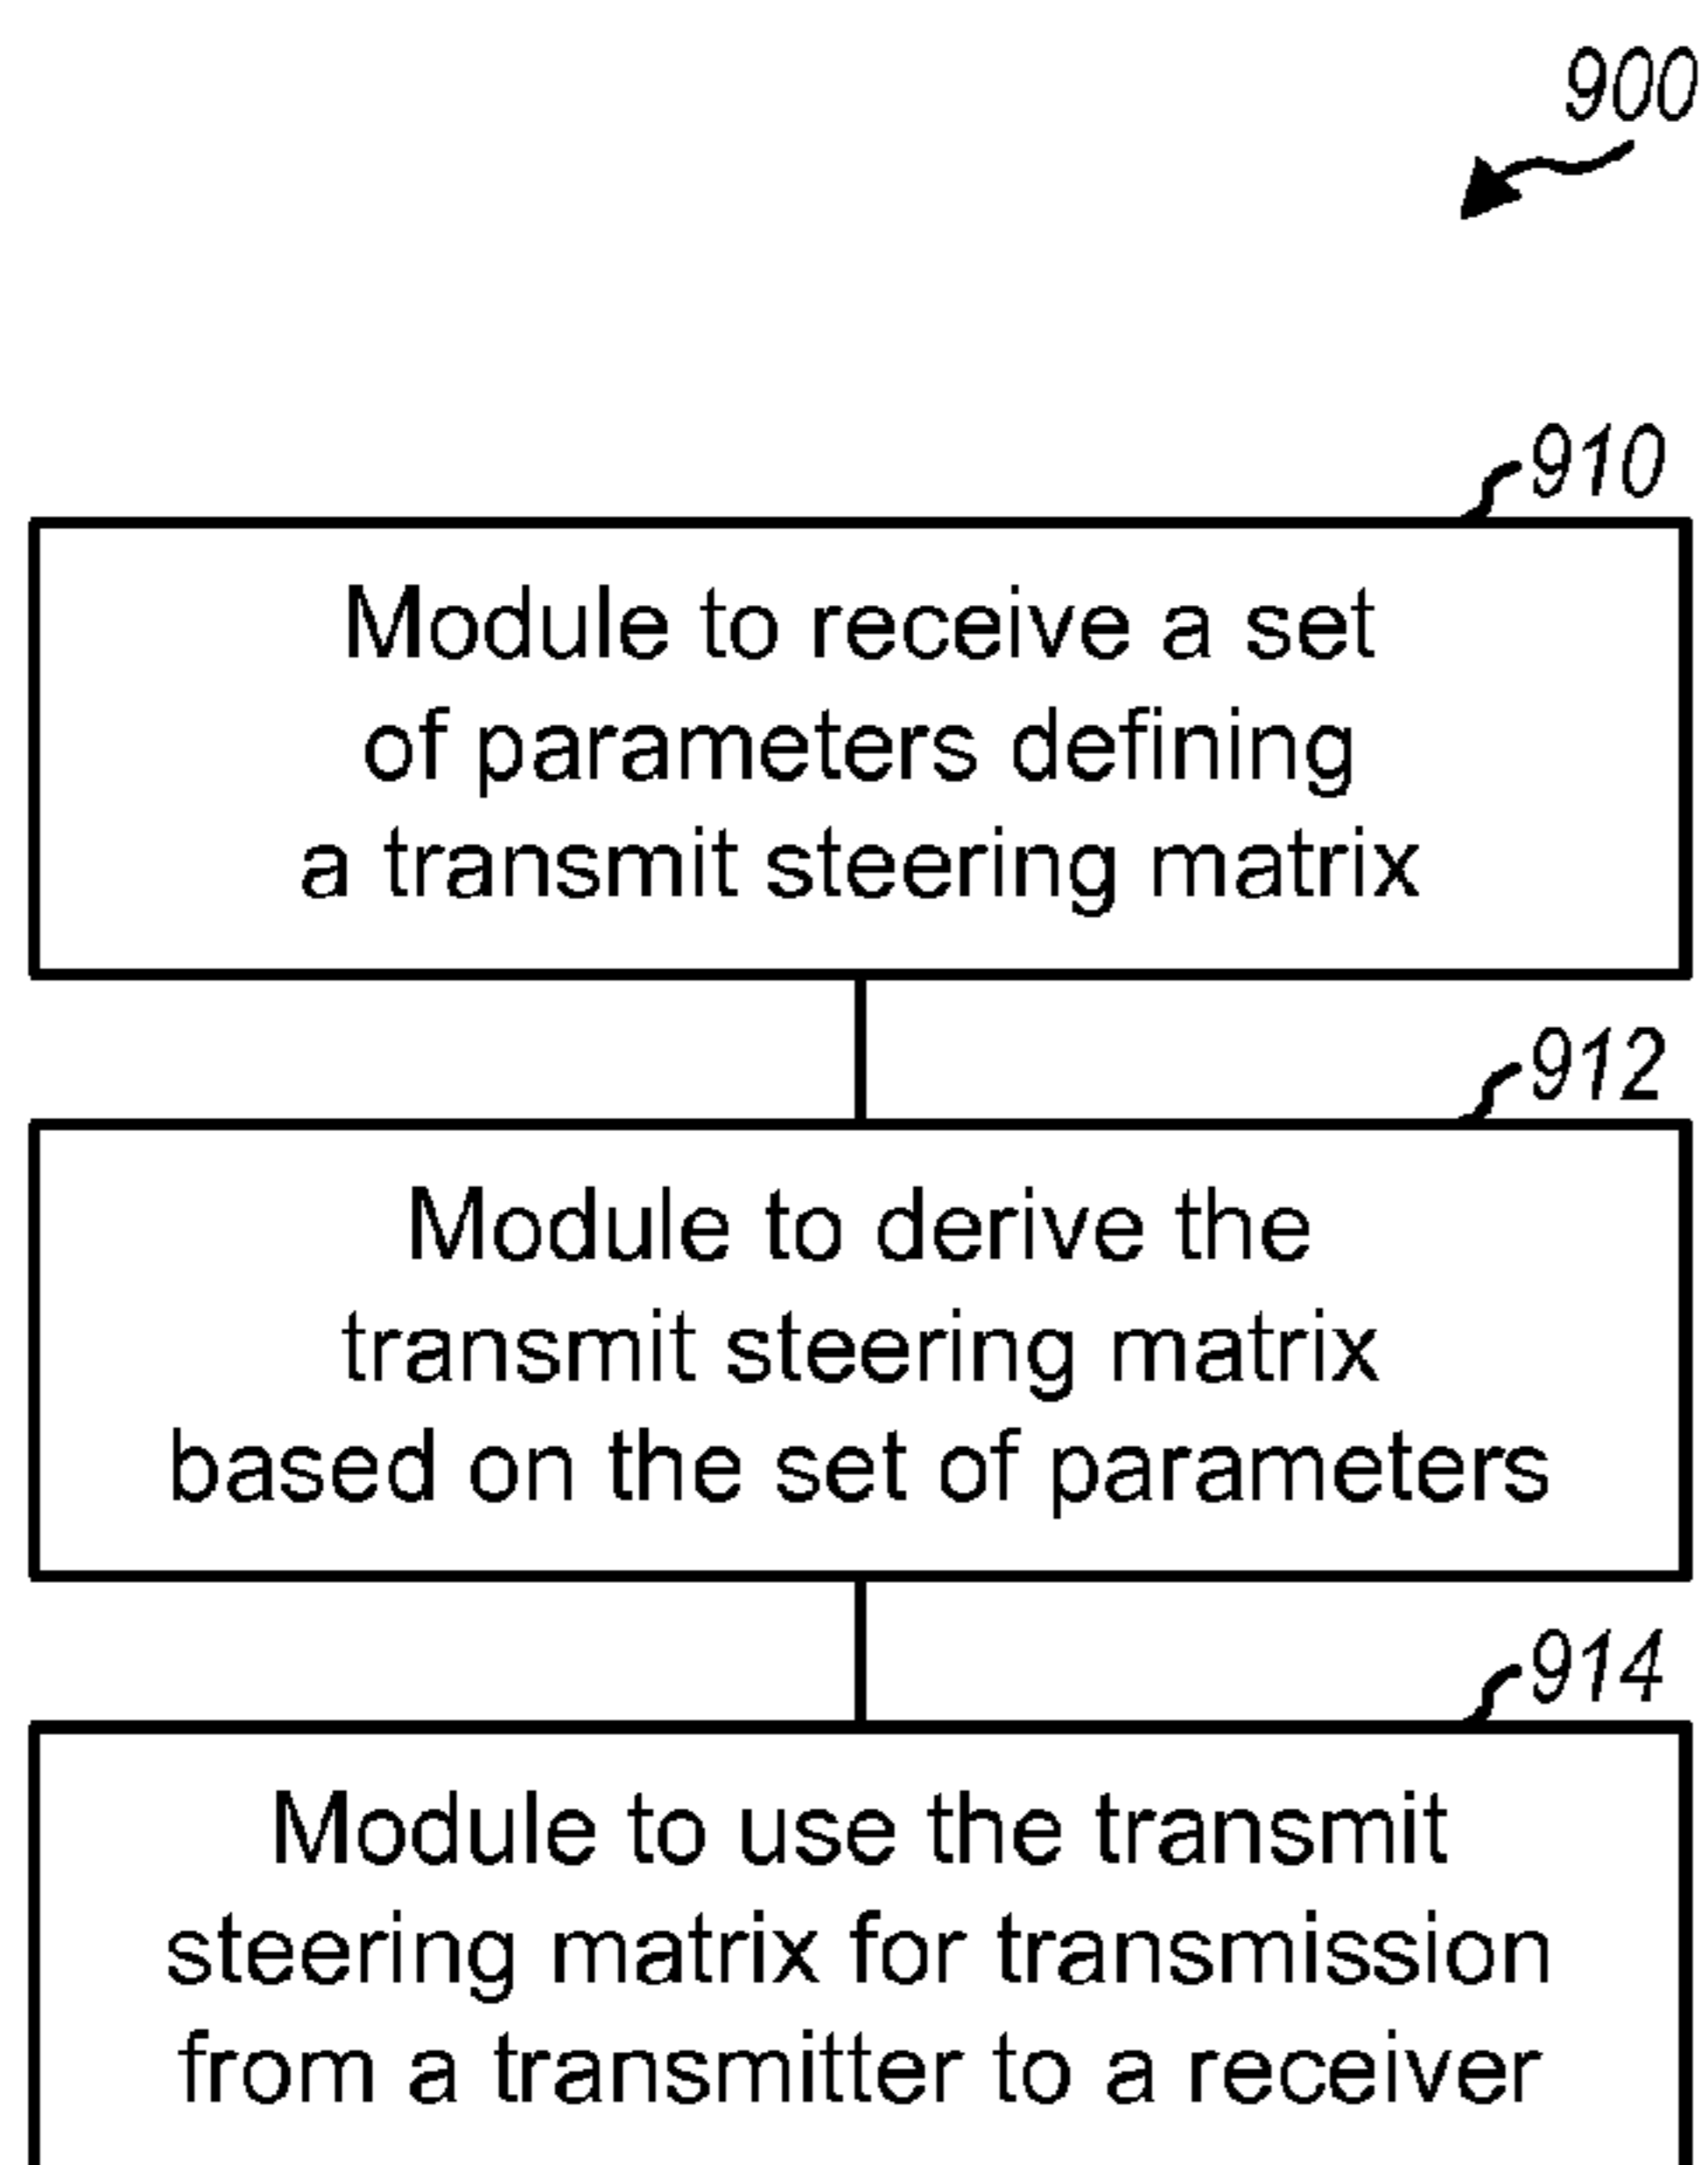 900
910
Module to receive a set
of parameters defining
a transmit steering matrix
912
Module to derive the
transmit steering matrix
based on the set of parameters
914
Module to use the transmit
steering matrix for transmission
from a transmitter to a receiver